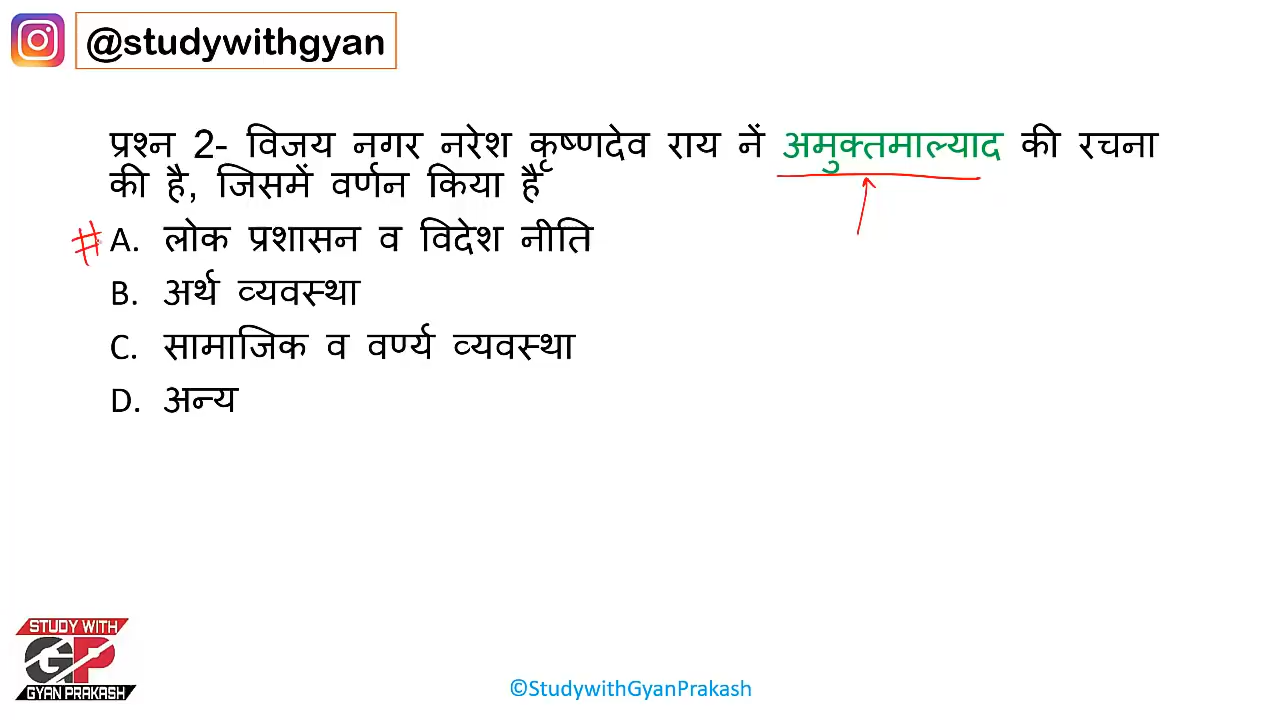 @studywithgyan
प्रश्न 2- विजय नगर नरेश कृष्णदेव राय नें अमुक्तमाल्याद की रचना
की है, जिसमें वर्णन किया है
# A. लोक प्रशासन व विदेश नीति
B. अर्थ व्यवस्था
C. सामाजिक व वर्ण्य व्यवस्था
D. अन्य
STUDY WITH
GP
GYAN PRAKASH
©StudywithGyanPrakash